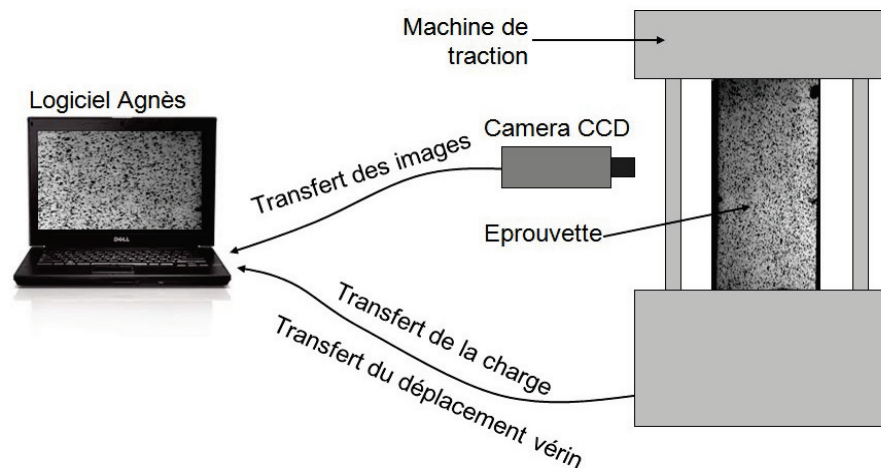 Machine de
traction
Logiciel Agnès
Camera CCD
Transfert des images
Eprouvette
Transfert de la charge
Transfert du déplacement vérin
DELL